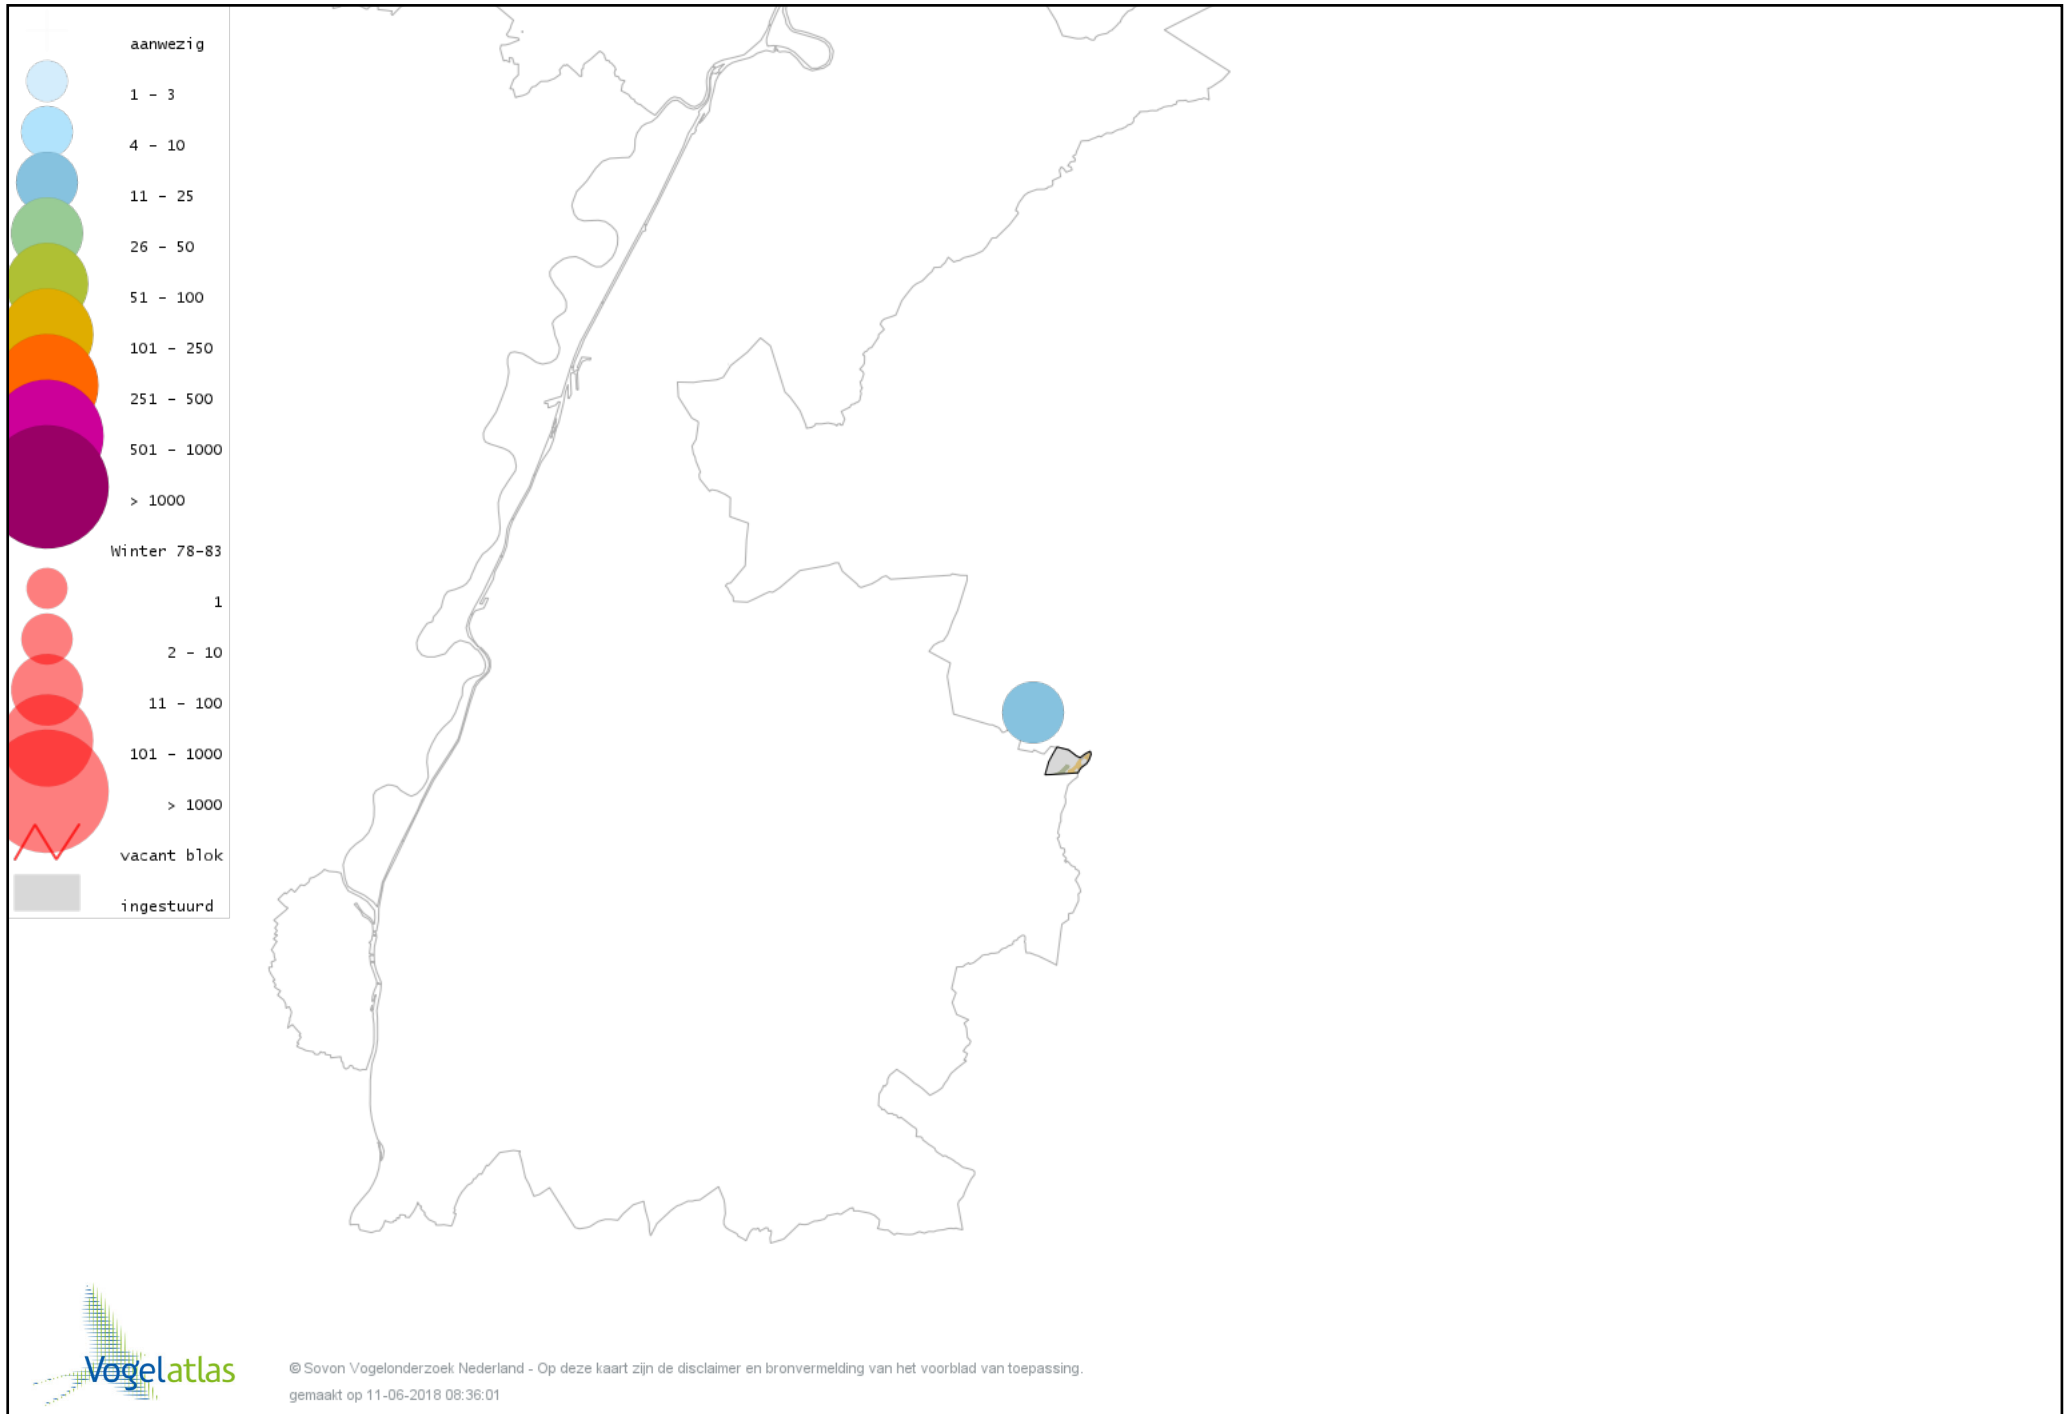 aanwezig
1 - 3
4 - 10
11 - 25
26 - 50
51 - 100
101 - 250
251 - 500
501 - 1000
> 1000
Winter 78-83
1
2 - 10
11 - 100
101 - 1000
> 1000
vacant blok
ingestuurd
Vogelatlas
© Sovon Vogelonderzoek Nederland - Op deze kaart zijn de disclaimer en bronvermelding van het voorblad van toepassing.
gemaakt op 11-06-2018 08:36:01